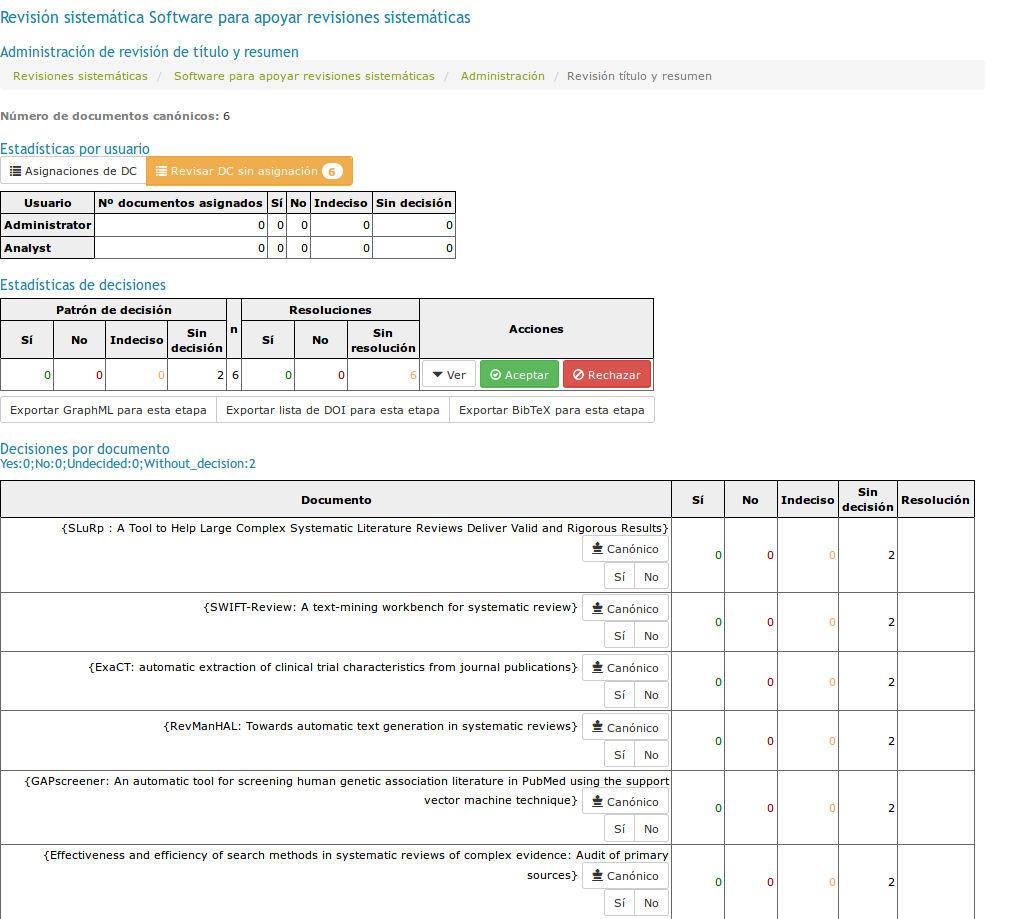 Revisión sistemática Software para apoyar revisiones sistemáticas
Administración de revisión de título y resumen
Revisiones sistemáticas / Software para apoyar revisiones sistemáticas / Administración / Revisión título y resumen
Número de documentos canónicos: 6
Estadísticas por usuario
Asignaciones de DC Revisar DC sin asignación 6
Usuario Nº documentos asignados Sí No Indeciso Sin decisión
Administrator 0 0 0 0 0
Analyst 0 0 0 0 0
Estadísticas de decisiones
Patrón de decisión n Resoluciones Acciones
Sí No Indeciso Sin decisión Sí No Sin resolución
0 0 0 2 6 0 0 6 Ver Aceptar Rechazar
Exportar GraphML para esta etapa Exportar lista de DOI para esta etapa Exportar BibTeX para esta etapa
Decisiones por documento
Yes:0;No:0;Undecided:0;Without_decision:2
Documento Sí No Indeciso Sin decisión Resolución
{SLuRp : A Tool to Help Large Complex Systematic Literature Reviews Deliver Valid and Rigorous Results}
Canónico
0 0 0 2
Sí No
{SWIFT-Review: A text-mining workbench for systematic review} Canónico
0 0 0 2
Sí No
{ExaCT: automatic extraction of clinical trial characteristics from journal publications} Canónico
0 0 0 2
Sí No
{RevManHAL: Towards automatic text generation in systematic reviews} Canónico
0 0 0 2
Sí No
{GAPscreener: An automatic tool for screening human genetic association literature in PubMed using the support
vector machine technique} Canónico
0 0 0 2
Sí No
{Effectiveness and efficiency of search methods in systematic reviews of complex evidence: Audit of primary
sources} Canónico
0 0 0 2
Sí No